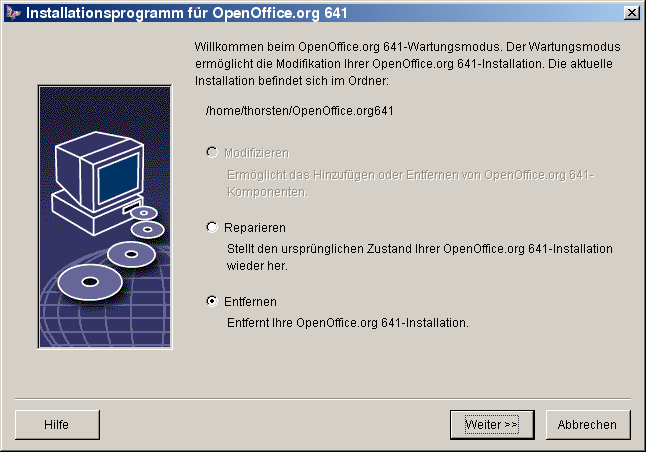 Installationsprogramm für OpenOffice.org 641
Willkommen beim OpenOffice.org 641-Wartungsmodus. Der Wartungsmodus
ermöglicht die Modifikation Ihrer OpenOffice.org 641-Installation. Die aktuelle
Installation befindet sich im Ordner:
/home/thorsten/OpenOffice.org641
Modifizieren
Ermöglicht das Hinzufügen oder Entfernen von OpenOffice.org 641-
Komponenten.
Reparieren
Stellt den ursprünglichen Zustand Ihrer OpenOffice.org 641-Installation
wieder her.
Entfernen
Entfernt Ihre OpenOffice.org 641-Installation.
Hilfe
Weiter >>
Abbrechen